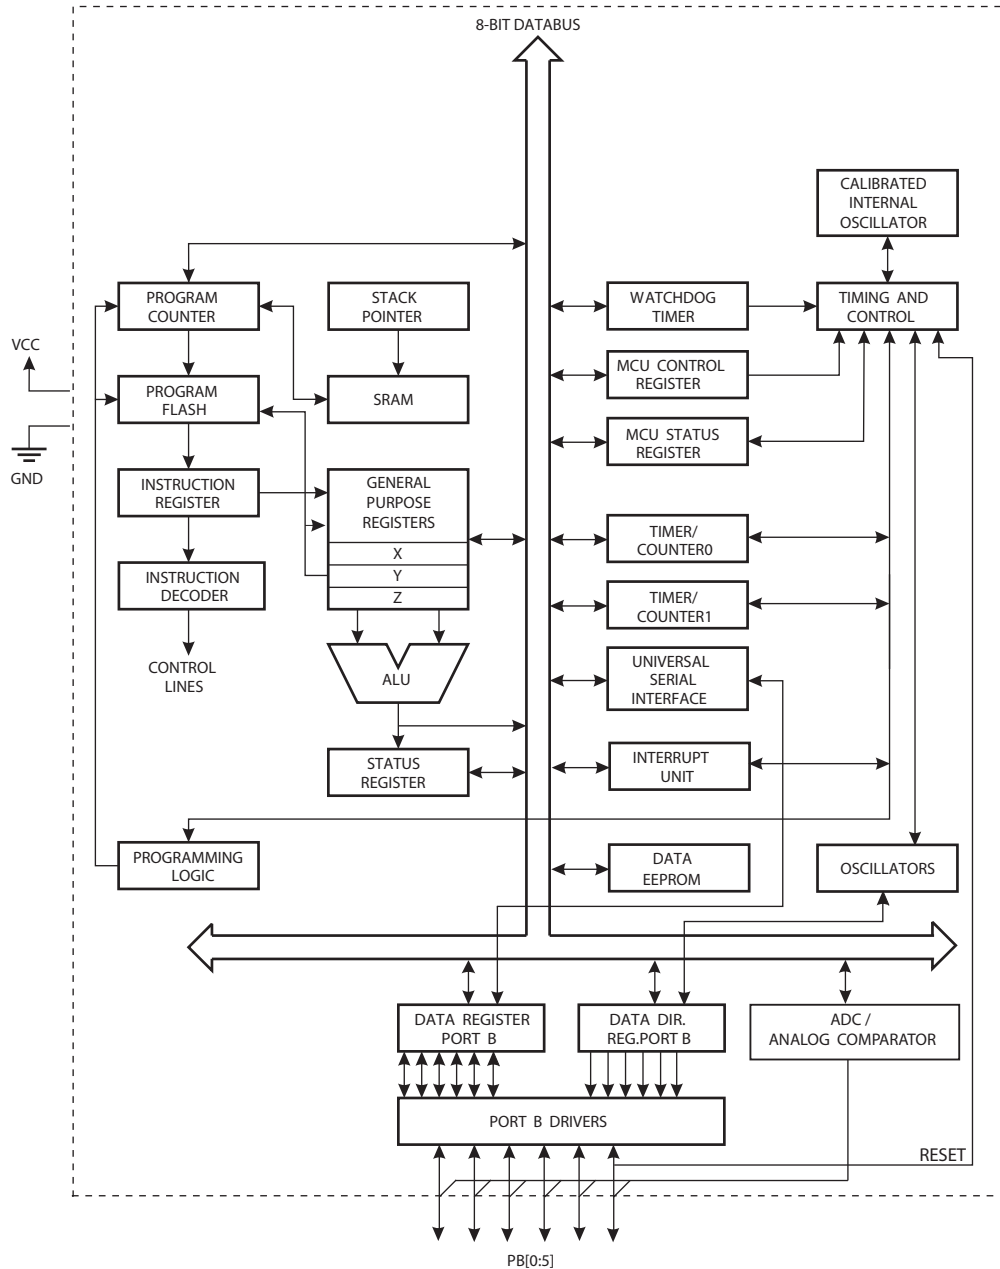 8-BIT DATABUS
CALIBRATED
INTERNAL
OSCILLATOR
PROGRAM
COUNTER
STACK
POINTER
WATCHDOG
TIMER
TIMING AND
CONTROL
VCC
GND
PROGRAM
FLASH
SRAM
MCU CONTROL
REGISTER
MCU STATUS
REGISTER
INSTRUCTION
REGISTER
GENERAL
PURPOSE
REGISTERS
X
Y
Z
TIMER/
COUNTER0
INSTRUCTION
DECODER
TIMER/
COUNTER1
CONTROL
LINES
ALU
UNIVERSAL
SERIAL
INTERFACE
STATUS
REGISTER
INTERRUPT
UNIT
PROGRAMMING
LOGIC
DATA
EEPROM
OSCILLATORS
DATA REGISTER
PORT B
DATA DIR.
REG.PORT B
ADC /
ANALOG COMPARATOR
PORT B DRIVERS
RESET
PB[0:5]